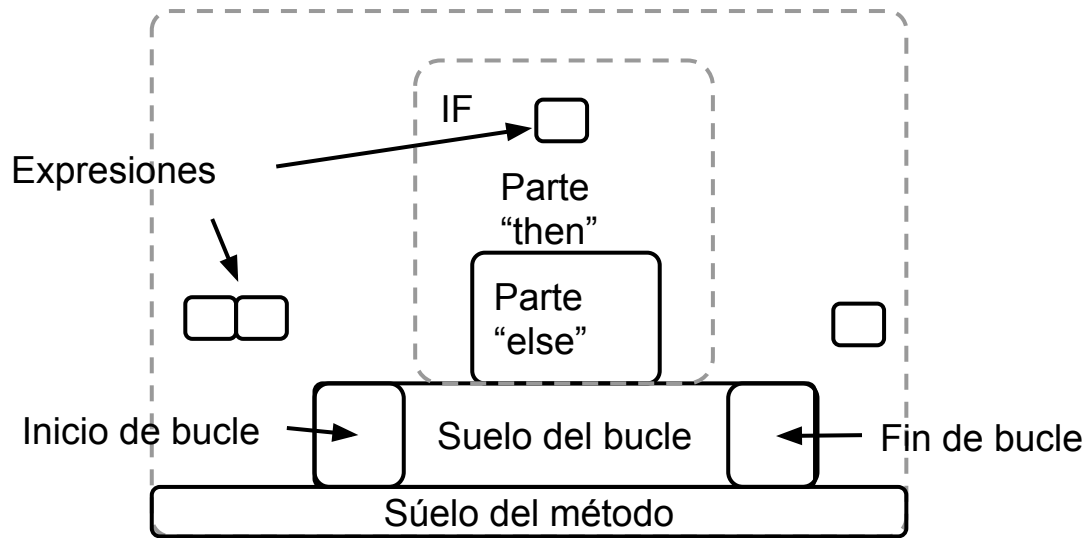 IF
Expresiones
Parte
“then”
Parte
“else”
Inicio de bucle
Suelo del bucle
Fin de bucle
Súelo del método